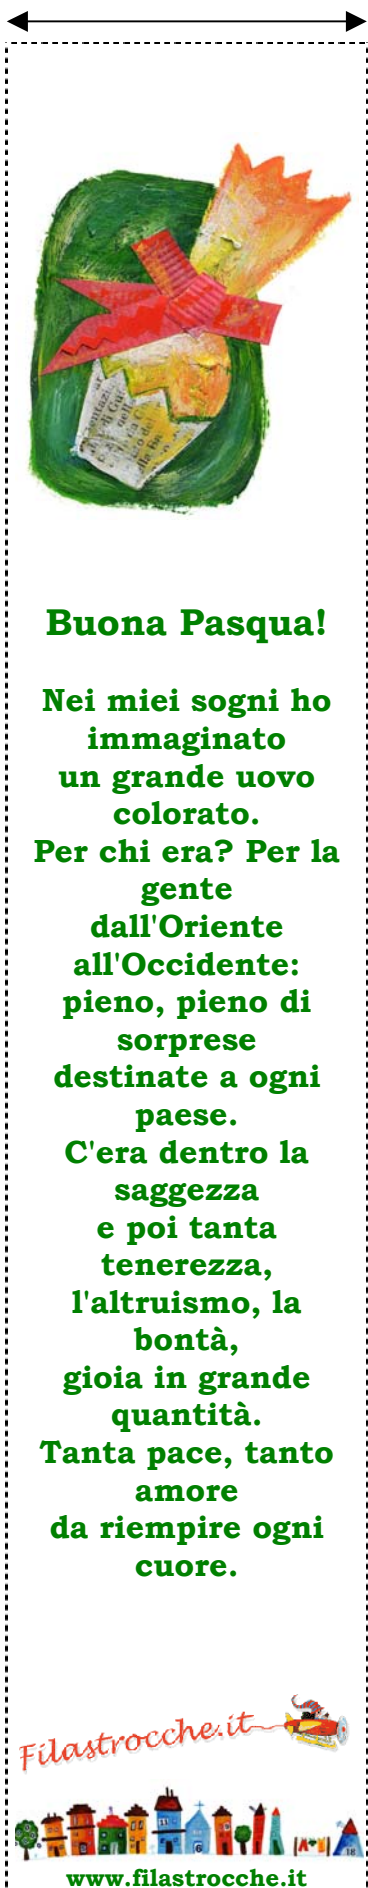 Buona Pasqua!
Nei miei sogni ho
immaginato
un grande uovo
colorato.
Per chi era? Per la
gente
dall'Oriente
all'Occidente:
pieno, pieno di
sorprese
destinate a ogni
paese.
C'era dentro la
saggezza
e poi tanta
tenerezza,
l'altruismo, la
bontà,
gioia in grande
quantità.
Tanta pace, tanto
amore
da riempire ogni
cuore.
Filastrocche.it
www.filastrocche.it